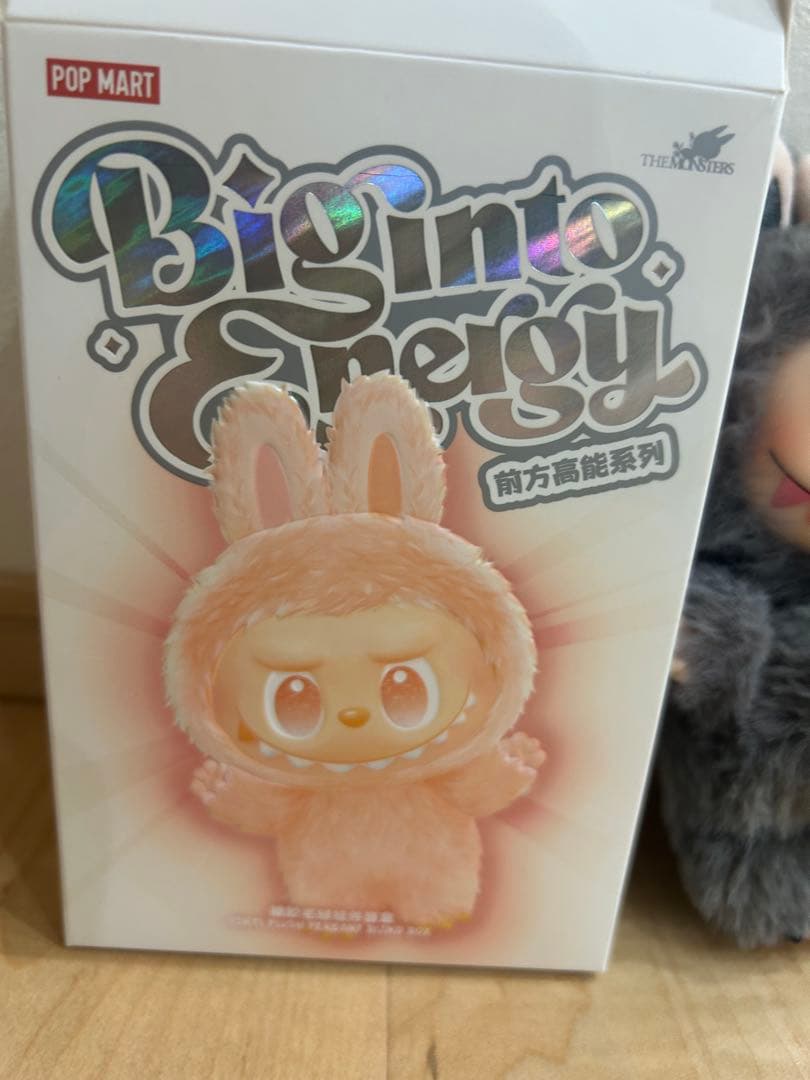 POP MART
THE MONSTERS
Big into
Energy
前方高能系列